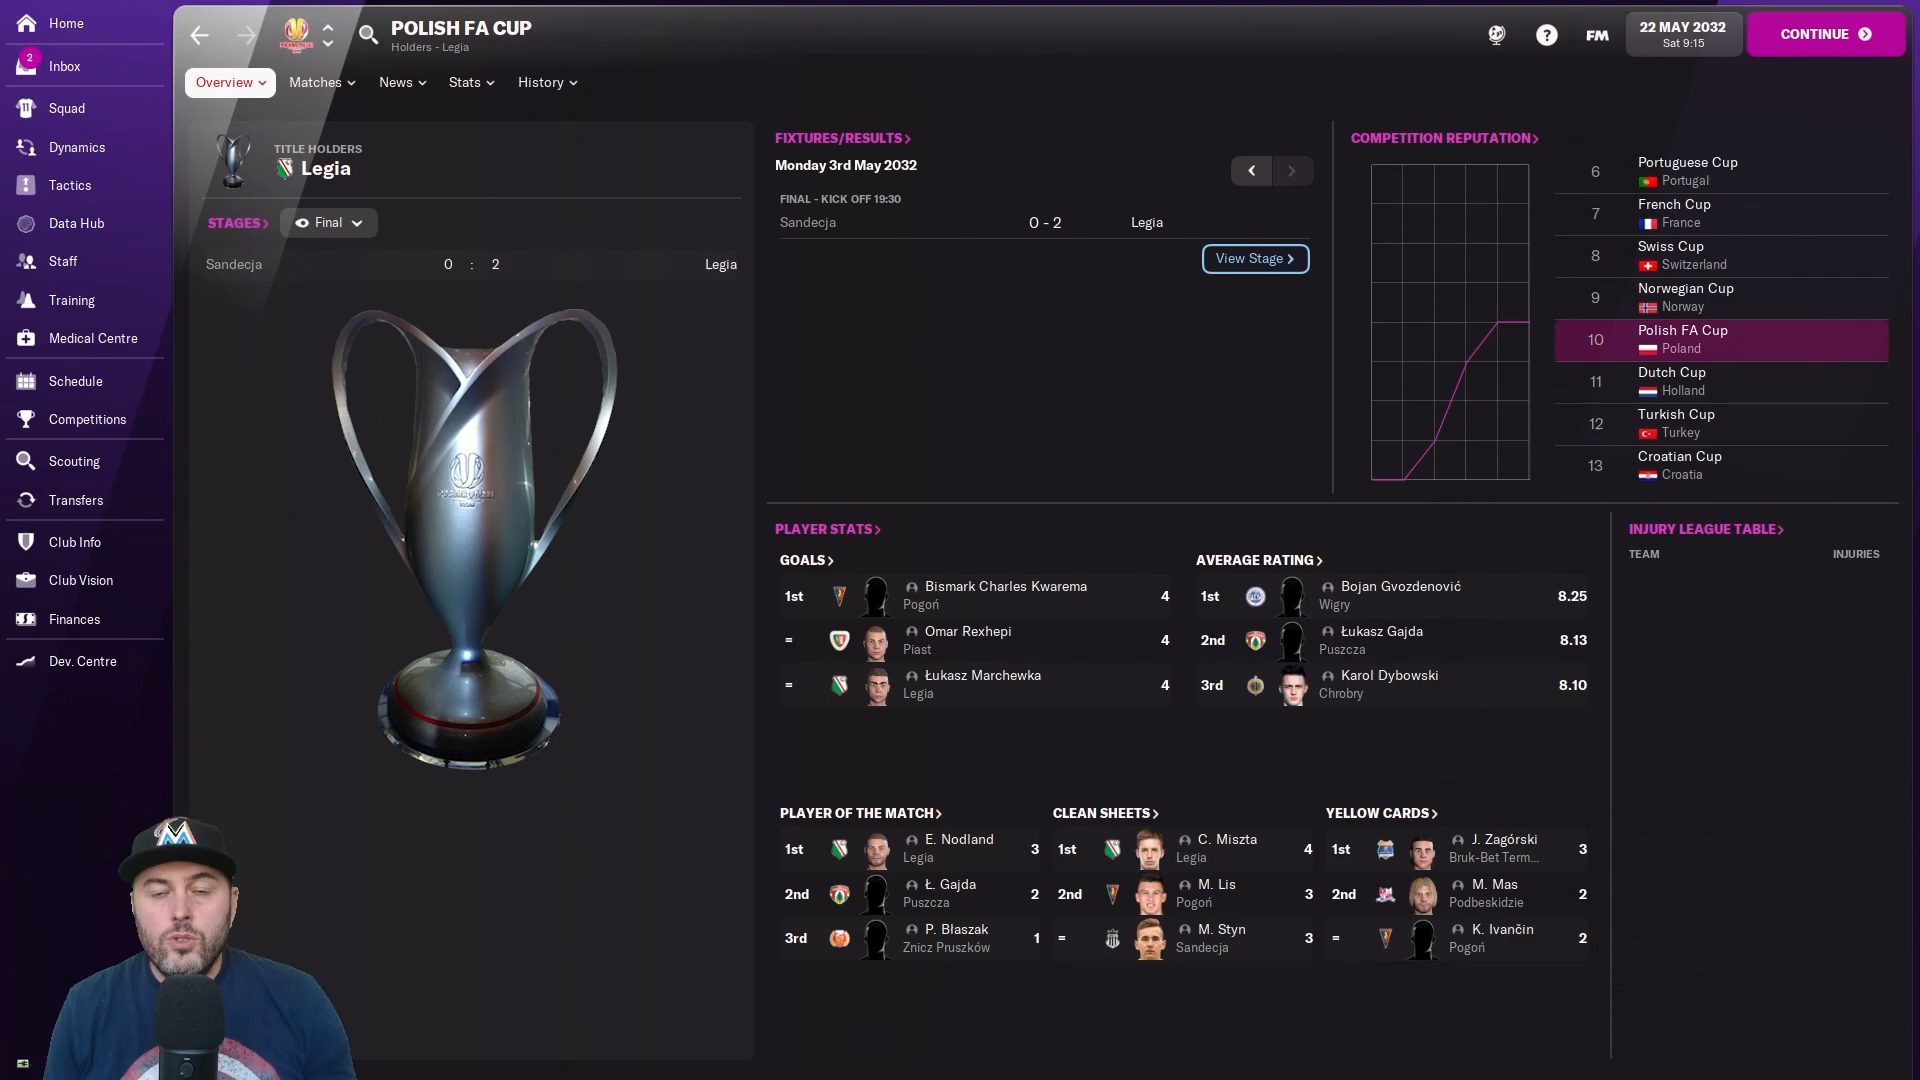 Home
2
Inbox
Squad
Dynamics
Tactics
Data Hub
Staff
Training
Medical Centre
Schedule
Competitions
Scouting
Transfers
Club Info
Club Vision
Finances
Dev. Centre
POLISH FA CUP
Holders - Legia
FM
22 MAY 2032
Sat 9:15
CONTINUE
Overview
Matches
News
Stats
History
TITLE HOLDERS
Legia
STAGES
Final
Sandecja 0 : 2 Legia
FIXTURES/RESULTS
Monday 3rd May 2032
FINAL - KICK OFF 19:30
Sandecja 0 - 2 Legia
View Stage
COMPETITION REPUTATION
6 Portuguese Cup
Portugal
7 French Cup
France
8 Swiss Cup
Switzerland
9 Norwegian Cup
Norway
10 Polish FA Cup
Poland
11 Dutch Cup
Holland
12 Turkish Cup
Turkey
13 Croatian Cup
Croatia
PLAYER STATS
GOALS
1st Bismark Charles Kwarema 4
Pogoń
= Omar Rexhepi 4
Piast
= Łukasz Marchewka 4
Legia
AVERAGE RATING
1st Bojan Gvozdenović 8.25
Wigry
2nd Łukasz Gajda 8.13
Puszcza
3rd Karol Dybowski 8.10
Chrobry
PLAYER OF THE MATCH
1st E. Nodland 3
Legia
2nd Ł. Gajda 2
Puszcza
3rd P. Błaszak 1
Znicz Pruszków
CLEAN SHEETS
1st C. Miszta 4
Legia
2nd M. Lis 3
Pogoń
= M. Styn 3
Sandecja
YELLOW CARDS
1st J. Zagórski 3
Bruk-Bet Term...
2nd M. Mas 2
Podbeskidzie
= K. Ivančin 2
Pogoń
INJURY LEAGUE TABLE
TEAM INJURIES